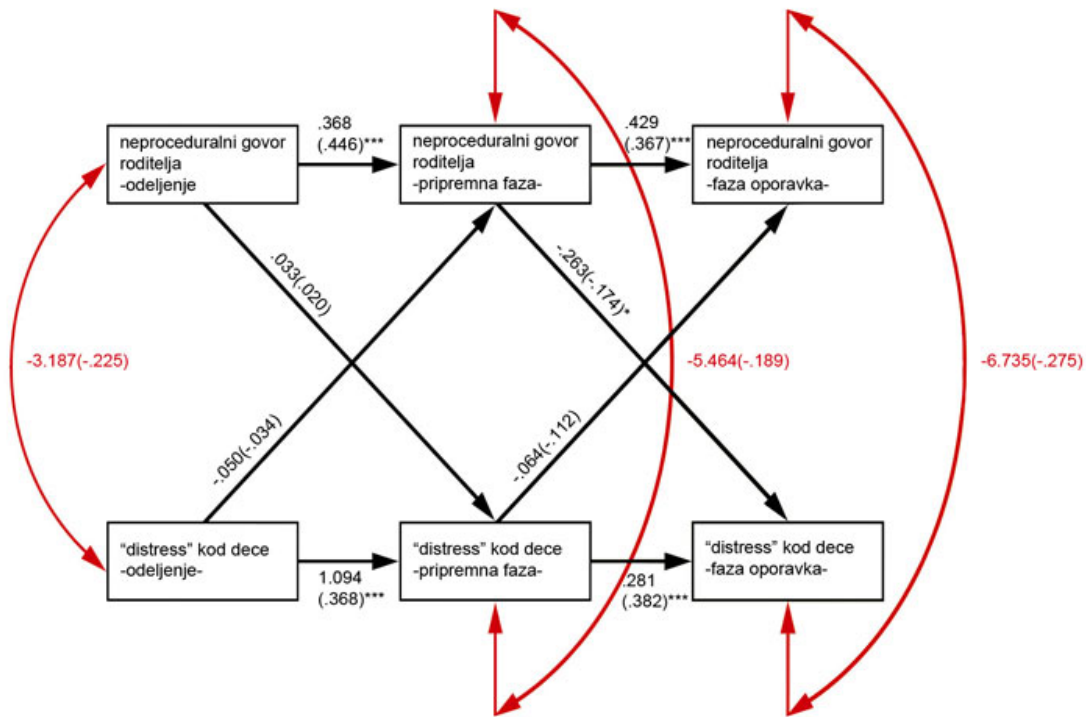 neproceduralni govor
roditelja
-odeljenje
.368
(.446)***
neproceduralni govor
roditelja
-pripremna faza-
.429
(.367)***
neproceduralni govor
roditelja
-faza oporavka-
.033(.020)
-.263(-.174)*
-3.187(-.225)
-5.464(-.189)
-6.735(-.275)
-.050(-.034)
-.064(-.112)
“distress” kod dece
-odeljenje-
1.094
(.368)***
“distress” kod dece
-pripremna faza-
.281
(.382)***
“distress” kod dece
-faza oporavka-